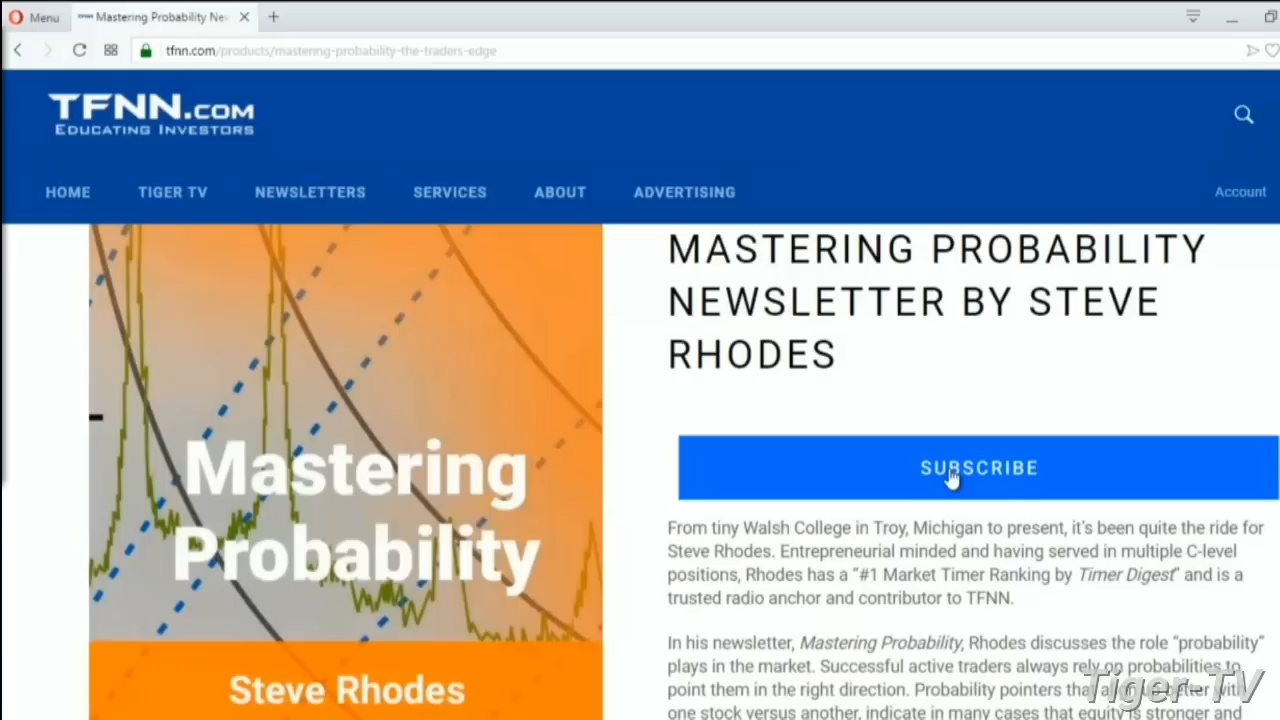 Menu
Mastering Probability Ne
tfnn.com/products/mastering-probability-the-traders-edge
TFNN.COM
EDUCATING INVESTORS
HOME TIGER TV NEWSLETTERS SERVICES ABOUT ADVERTISING Account
MASTERING PROBABILITY
NEWSLETTER BY STEVE
RHODES
Mastering
Probability
Steve Rhodes
SUBSCRIBE
From tiny Walsh College in Troy, Michigan to present, it's been quite the ride for
Steve Rhodes. Entrepreneurial minded and having served in multiple C-level
positions, Rhodes has a "#1 Market Timer Ranking by Timer Digest" and is a
trusted radio anchor and contributor to TFNN.
In his newsletter, Mastering Probability, Rhodes discusses the role "probability"
plays in the market. Successful active traders always rely on probabilities to
point them in the right direction. Probability pointers that better with
one stock versus another, indicate in many cases that equity is stronger and
Tiger-TV